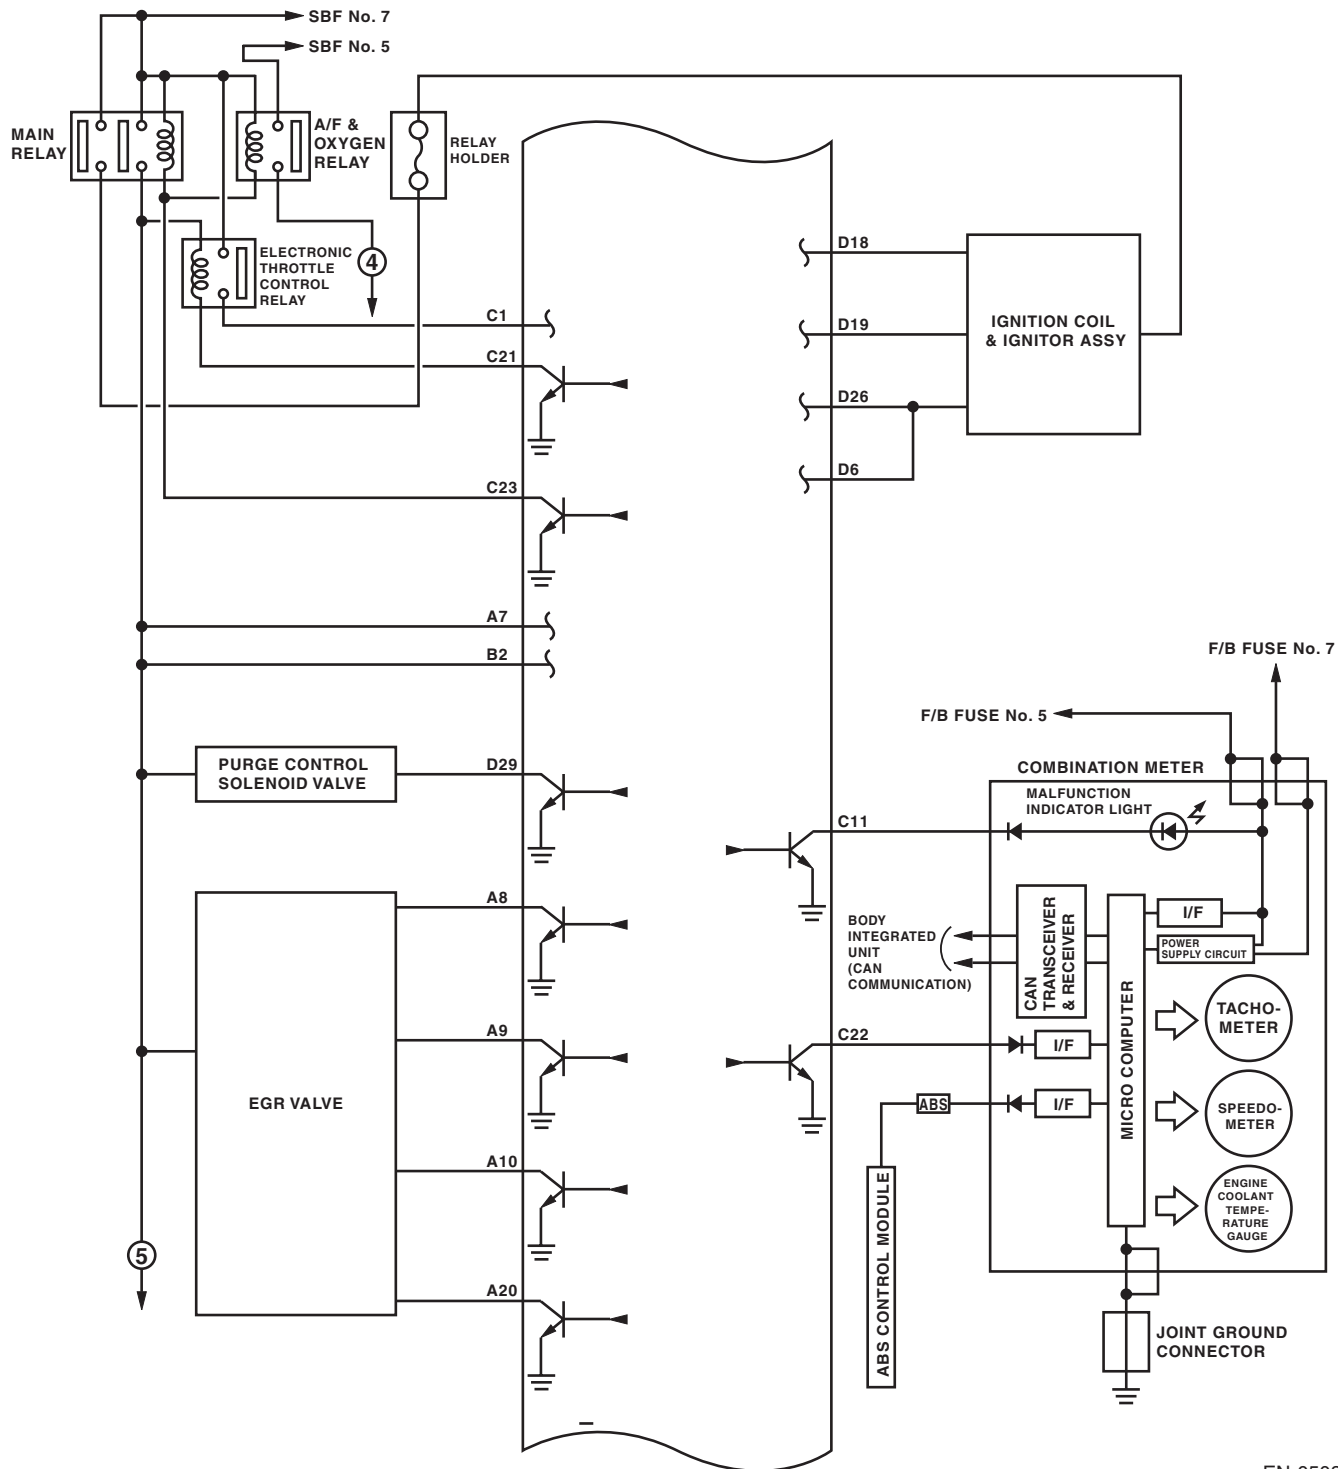 SBF No. 7
SBF No. 5
MAIN
RELAY
A/F &
OXYGEN
RELAY
RELAY
HOLDER
ELECTRONIC
THROTTLE
CONTROL
RELAY
4
C1
C21
C23
A7
B2
D18
D19
D26
D6
IGNITION COIL
& IGNITOR ASSY
PURGE CONTROL
SOLENOID VALVE
D29
EGR VALVE
A8
A9
A10
A20
5
F/B FUSE No. 7
F/B FUSE No. 5
COMBINATION METER
MALFUNCTION
INDICATOR LIGHT
C11
BODY
INTEGRATED
UNIT
(CAN
COMMUNICATION)
CAN
TRANSCEIVER
& RECEIVER
MICRO COMPUTER
I/F
POWER
SUPPLY CIRCUIT
TACHO-
METER
C22
I/F
ABS
I/F
SPEEDO-
METER
ENGINE
COOLANT
TEMPE-
RATURE
GAUGE
ABS CONTROL MODULE
JOINT GROUND
CONNECTOR